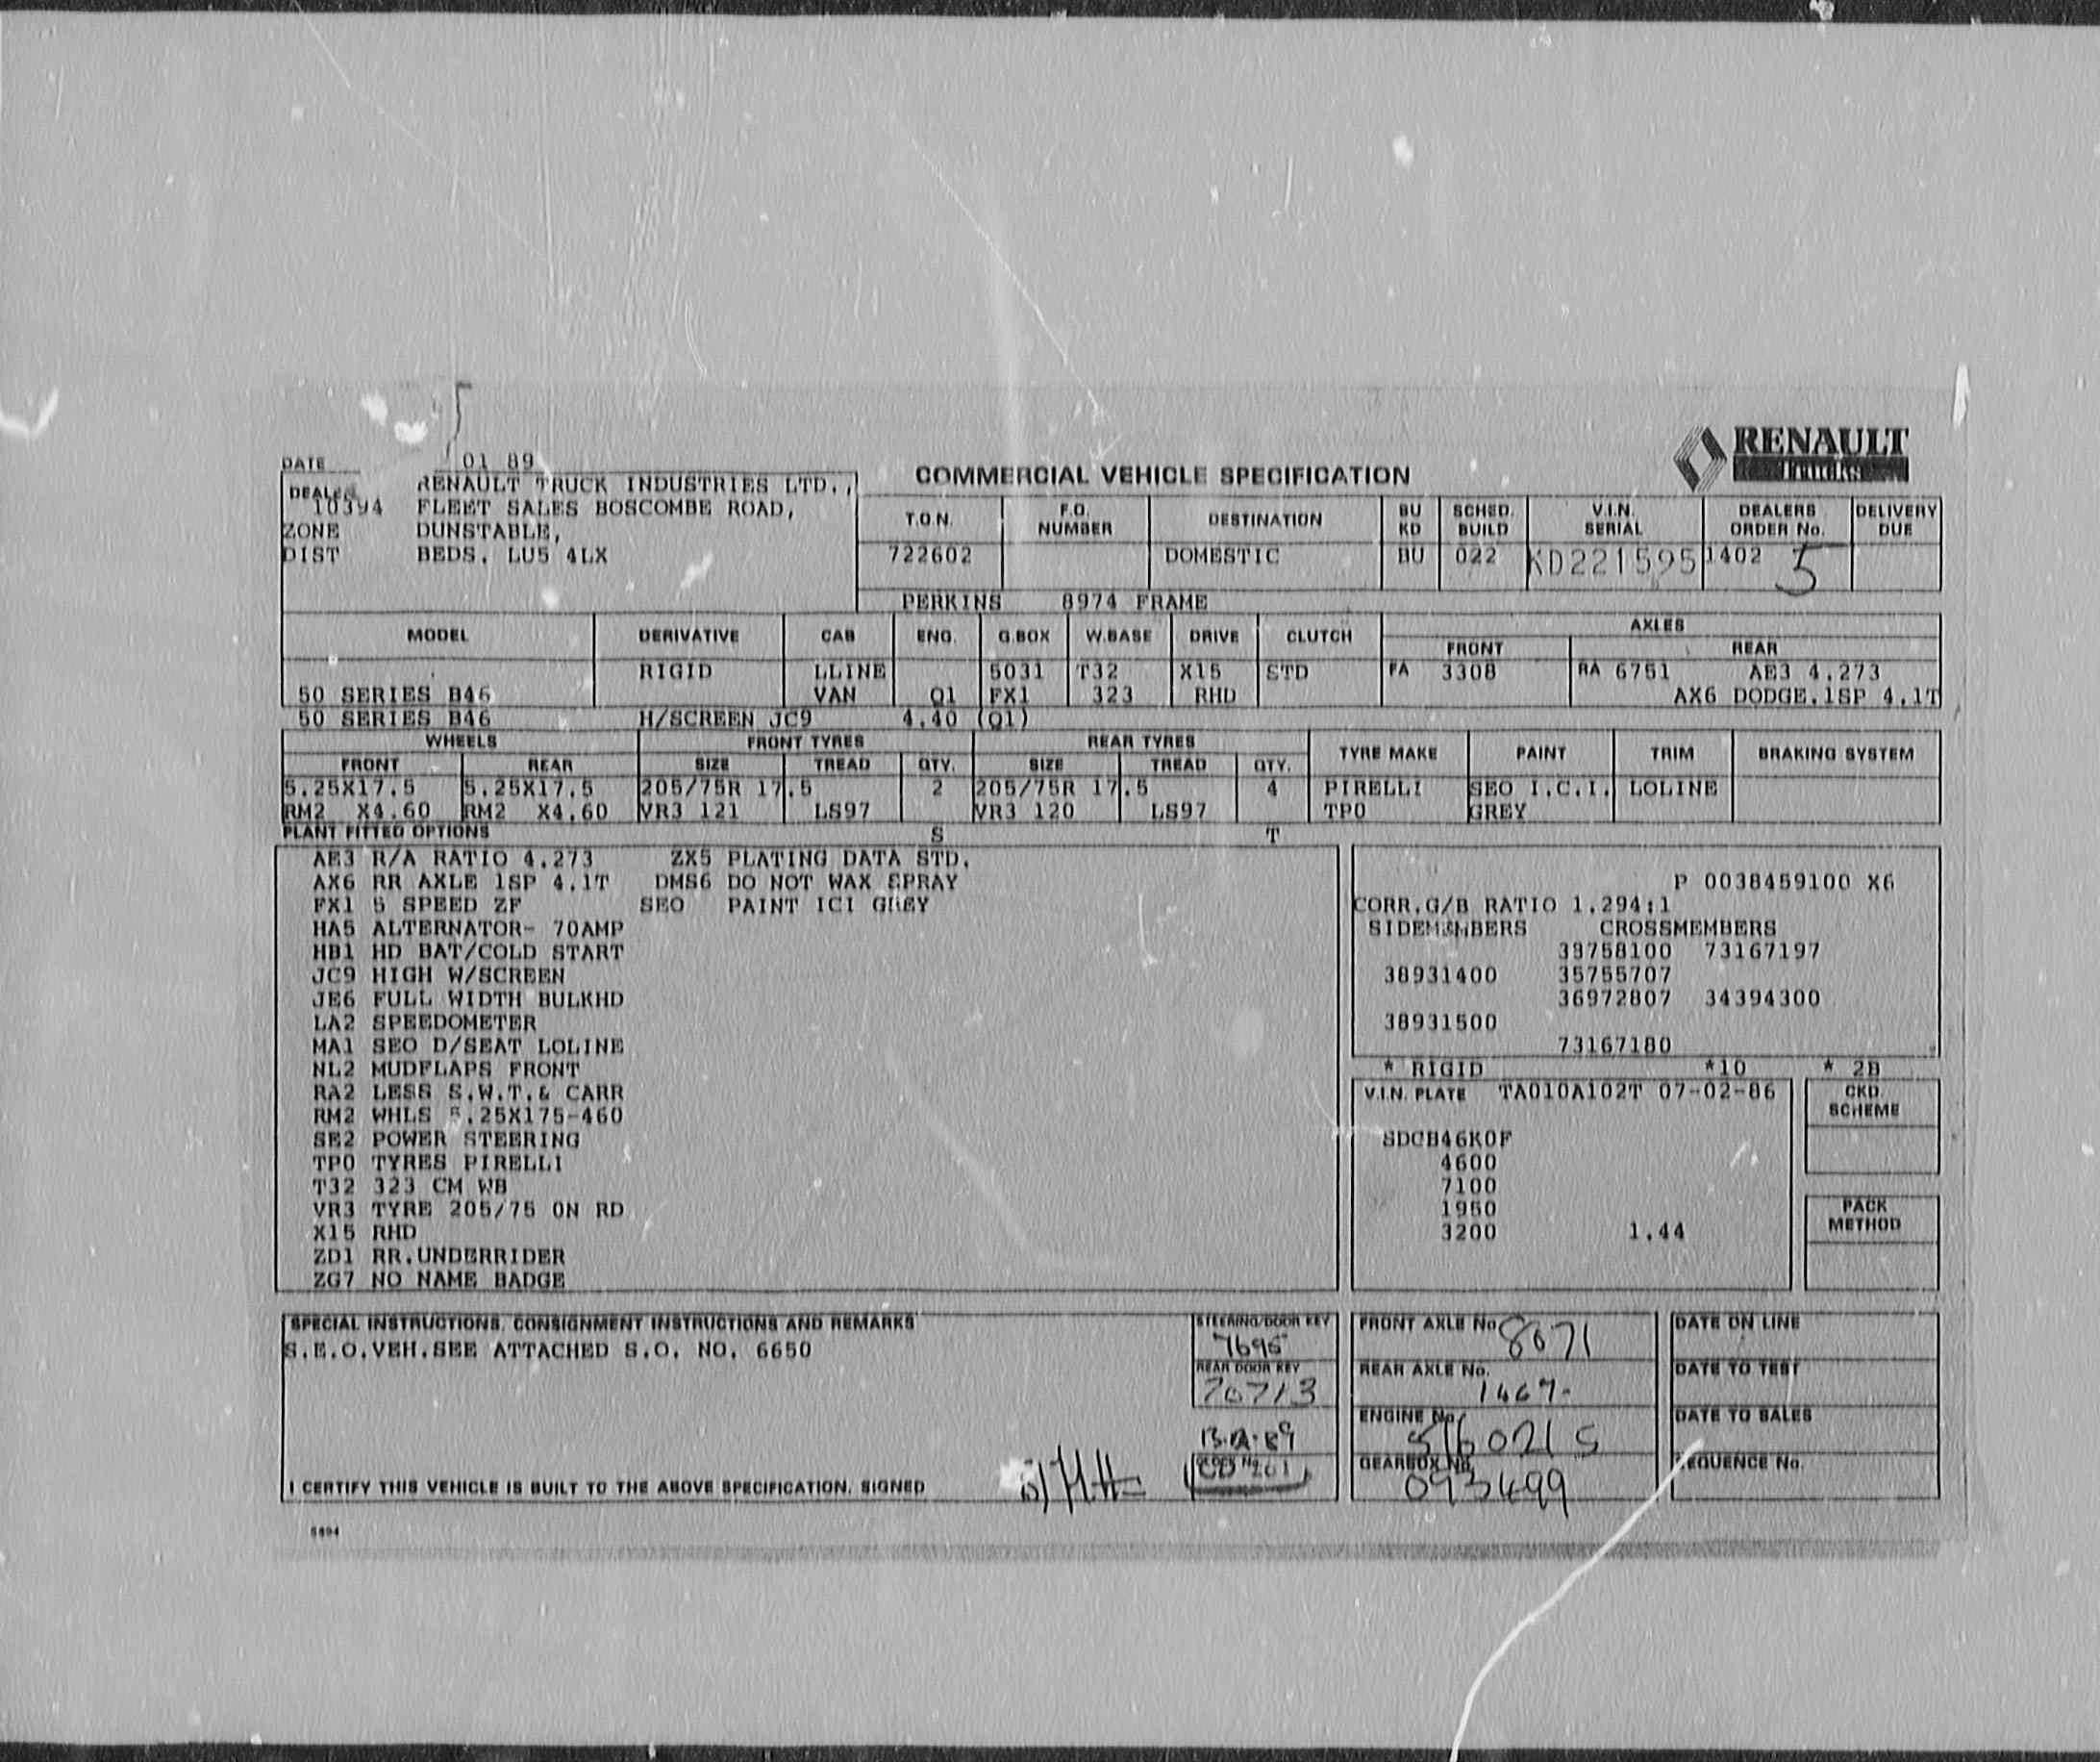 RENAULT
Trucks
DATE 01 89
COMMERCIAL VEHICLE SPECIFICATION
RENAULT TRUCK INDUSTRIES LTD.,
10394 FLEET SALES BOSCOMBE ROAD,
ZONE DUNSTABLE,
DIST BEDS. LU5 4LX
T.O.N. F.O. NUMBER DESTINATION BU KD SCHED. BUILD V.I.N. SERIAL DEALERS ORDER No. DELIVERY DUE
722602 DOMESTIC BU 022 KD221595 1402 5
PERKINS 8974 FRAME
MODEL DERIVATIVE CAB ENG. G.BOX W.BASE DRIVE CLUTCH AXLES
FRONT REAR
RIGID LLINE 5031 T32 X15 STD FA 3308 RA 6751 AE3 4.273
50 SERIES B46 VAN Q1 FX1 323 RHD AX6 DODGE.1SP 4.1T
50 SERIES B46 H/SCREEN JC9 4.40 (Q1)
WHEELS FRONT TYRES REAR TYRES TYRE MAKE PAINT TRIM BRAKING SYSTEM
FRONT REAR SIZE TREAD QTY. SIZE TREAD QTY.
5.25X17.5 5.25X17.5 205/75R 17.5 2 205/75R 17.5 4 PIRELLI SEO I.C.I. LOLINE
RM2 X4.60 RM2 X4.60 VR3 121 LS97 VR3 120 LS97 TPO GREY
PLANT FITTED OPTIONS S T
AE3 R/A RATIO 4.273 ZX5 PLATING DATA STD.
AX6 RR AXLE 1SP 4.1T DMS6 DO NOT WAX SPRAY
FX1 5 SPEED ZF SEO PAINT ICI GREY
HA5 ALTERNATOR- 70AMP
HB1 HD BAT/COLD START
JC9 HIGH W/SCREEN
JE6 FULL WIDTH BULKHD
LA2 SPEEDOMETER
MA1 SEO D/SEAT LOLINE
NL2 MUDFLAPS FRONT
RA2 LESS S.W.T.& CARR
RM2 WHLS 5.25X175-460
SE2 POWER STEERING
TPO TYRES PIRELLI
T32 323 CM WB
VR3 TYRE 205/75 ON RD
X15 RHD
ZD1 RR.UNDERRIDER
ZG7 NO NAME BADGE
P 0038459100 X6
CORR.G/B RATIO 1.294:1
SIDEMEMBERS CROSSMEMBERS
39758100 73167197
38931400 35755707
36972807 34394300
38931500
73167180
* RIGID *10 * 2B
V.I.N. PLATE TA010A102T 07-02-86
SDCB46K0F
4600
7100
1950
3200 1.44
CKD. SCHEME
PACK METHOD
SPECIAL INSTRUCTIONS, CONSIGNMENT INSTRUCTIONS AND REMARKS
S.E.O.VEH.SEE ATTACHED S.O. NO. 6650
STEERING/DOOR KEY
7695
REAR DOOR KEY
70713
I CERTIFY THIS VEHICLE IS BUILT TO THE ABOVE SPECIFICATION. SIGNED
FRONT AXLE No. 8071
REAR AXLE No. 1467-
ENGINE No.
GEARBOX No. 093499
DATE ON LINE
DATE TO TEST
DATE TO SALES
SEQUENCE No.
5894